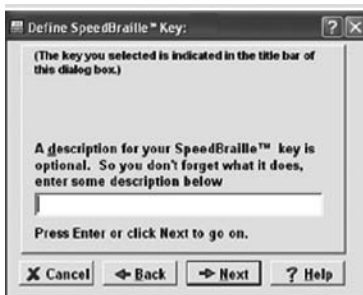 Define SpeedBraille™ Key:
(The key you selected is indicated in the title bar of
this dialog box.)
A description for your SpeedBraille™ key is
optional. So you don't forget what it does,
enter some description below
Press Enter or click Next to go on.
Cancel Back Next ? Help